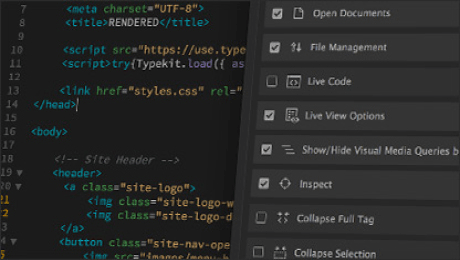 7 <meta charset="UTF-8">
8 <title>RENDERED</title>
9
10 <script src="https://use.type
11 <script>try{Typekit.load({ as
12
13 <link href="styles.css" rel="
14 </head>
15
16 <body>
17
18 <!-- Site Header -->
19 <header>
20 <a class="site-logo">
21 <img class="site-logo-w
22 <img class="site-logo-d
23 </a>
24 <button class="site-nav-ope
<img src="images/menu-b
Open Documents
File Management
Live Code
Live View Options
Show/Hide Visual Media Queries b
Inspect
Collapse Full Tag
Collapse Selection